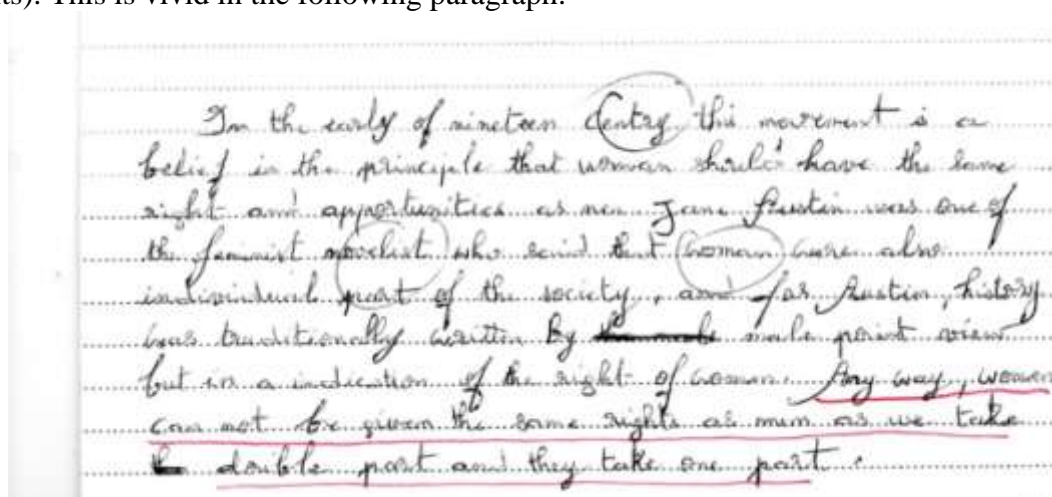 ts). This is vivid in the following paragraph.
In the early of nineteen Centry this movement is a
belief in the principle that woman should have the same
right and apportunities as men Jane Austin was one of
the feminist novelist who said that woman were also
individual part of the society, and for Austin, history
was traditionally written by male point view
but in a indication of the right of woman. Any way, women
can not be given the same rights as mem as we take
double part and they take one part.